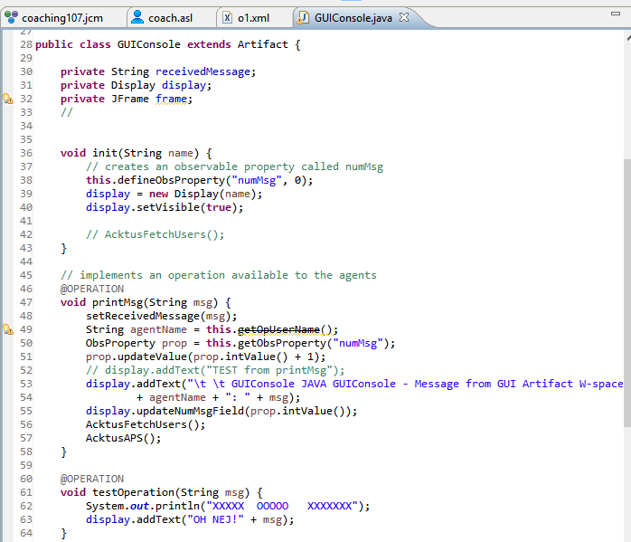 coaching107.jcm coach.asl o1.xml GUIConsole.java
27
28 public class GUIConsole extends Artifact {
29
30 private String receivedMessage;
31 private Display display;
32 private JFrame frame;
33 //
34
35
36 void init(String name) {
37 // creates an observable property called numMsg
38 this.defineObsProperty("numMsg", 0);
39 display = new Display(name);
40 display.setVisible(true);
41
42 // AcktusFetchUsers();
43 }
44
45 // implements an operation available to the agents
46 @OPERATION
47 void printMsg(String msg) {
48 setReceivedMessage(msg);
49 String agentName = this.getOpUserName();
50 ObsProperty prop = this.getObsProperty("numMsg");
51 prop.updateValue(prop.intValue() + 1);
52 // display.addText("TEST from printMsg");
53 display.addText("\t \t GUIConsole JAVA GUIConsole - Message from GUI Artifact W-space
54 + agentName + ": " + msg);
55 display.updateNumMsgField(prop.intValue());
56 AcktusFetchUsers();
57 AcktusAPS();
58 }
59
60 @OPERATION
61 void testOperation(String msg) {
62 System.out.println("XXXXX OOOOO XXXXXXX");
63 display.addText("OH NEJ!" + msg);
64 }